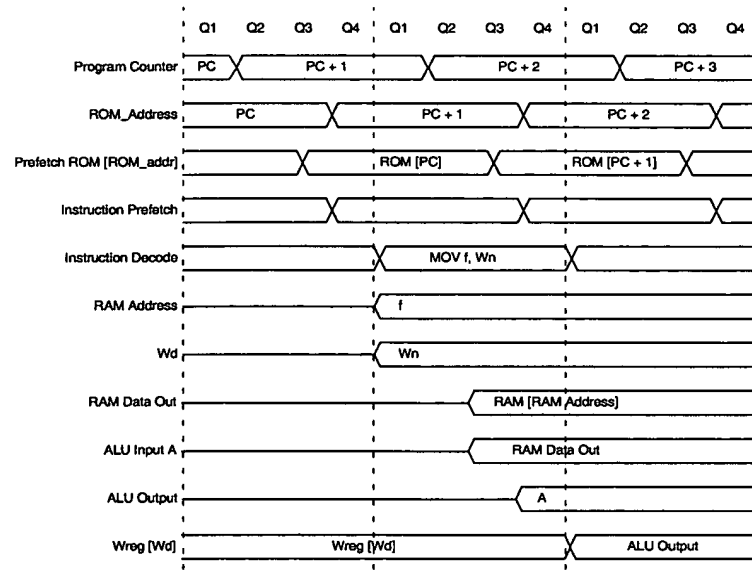 Q1 Q2 Q3 Q4 Q1 Q2 Q3 Q4 Q1 Q2 Q3 Q4
Program Counter PC PC + 1 PC + 2 PC + 3
ROM_Address PC PC + 1 PC + 2
Prefetch ROM [ROM_addr] ROM [PC] ROM [PC + 1]
Instruction Prefetch
Instruction Decode MOV f, Wn
RAM Address f
Wd Wn
RAM Data Out RAM [RAM Address]
ALU Input A RAM Data Out
ALU Output A
Wreg [Wd] Wreg [Wd] ALU Output